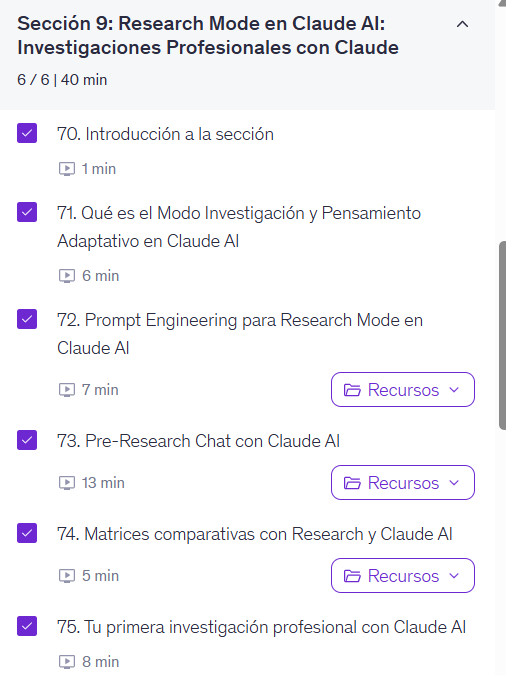 Sección 9: Research Mode en Claude AI:
Investigaciones Profesionales con Claude
6 / 6 | 40 min
70. Introducción a la sección
1 min
71. Qué es el Modo Investigación y Pensamiento
Adaptativo en Claude AI
6 min
72. Prompt Engineering para Research Mode en
Claude AI
7 min
Recursos
73. Pre-Research Chat con Claude AI
13 min
Recursos
74. Matrices comparativas con Research y Claude AI
5 min
Recursos
75. Tu primera investigación profesional con Claude AI
8 min